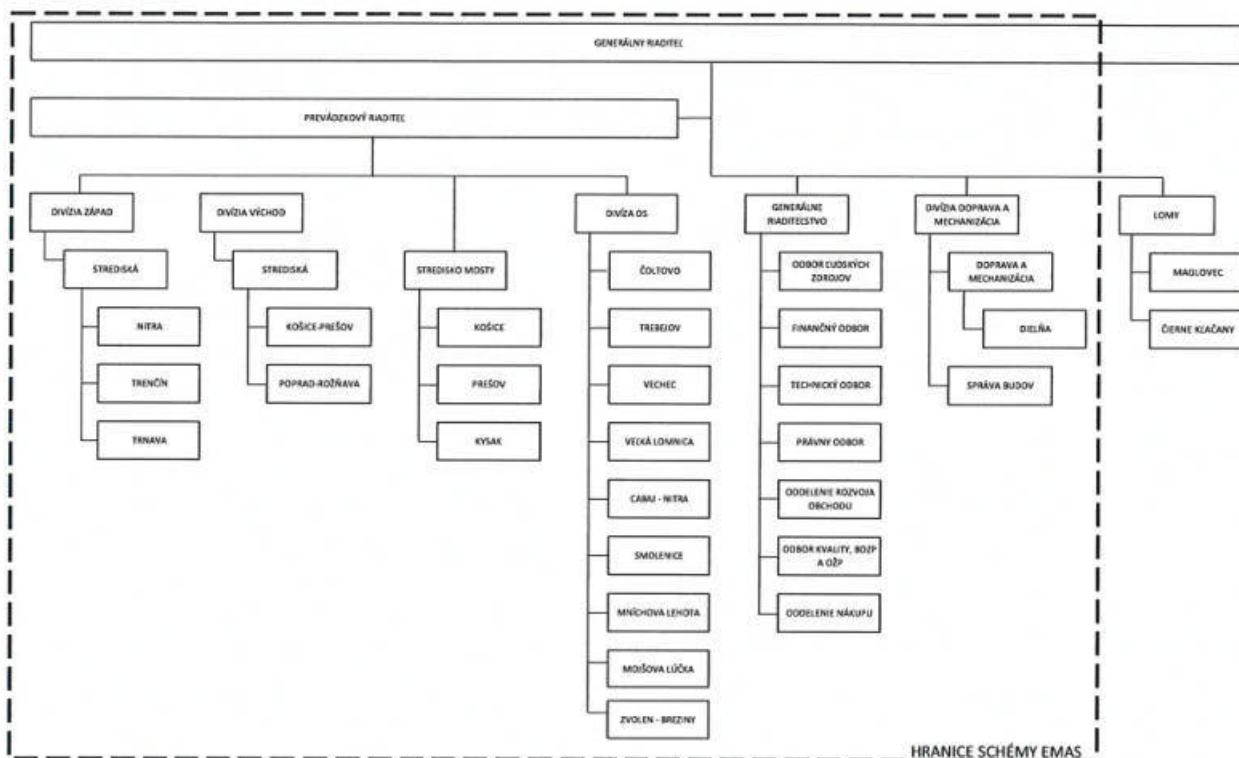 GENERÁLNY RIADITEĽ
PREVÁDZKOVÝ RIADITEĽ
DIVÍZIA ZÁPAD
STREDISKÁ
NITRA
TRENČÍN
TRNAVA
DIVÍZIA VÝCHOD
STREDISKÁ
KOŠICE-PREŠOV
POPRAD-ROŽŇAVA
STREDISKO MOSTY
KOŠICE
PREŠOV
KYSAK
DIVÍZA OS
ČOLTOVO
TREBEJOV
VECHEC
VEĽKÁ LOMNICA
CABAJ - NITRA
SMOLENICE
MNÍCHOVA LEHOTA
MOJŠOVA LÚČKA
ZVOLEN - BREZINY
GENERÁLNE
RIADITEĽSTVO
ODBOR ĽUDSKÝCH
ZDROJOV
FINANČNÝ ODBOR
TECHNICKÝ ODBOR
PRÁVNY ODBOR
ODDELENIE ROZVOJA
OBCHODU
ODBOR KVALITY, BOZP
A OŽP
ODDELENIE NÁKUPU
DIVÍZIA DOPRAVA A
MECHANIZÁCIA
DOPRAVA A
MECHANIZÁCIA
DIELŇA
SPRÁVA BUDOV
LOMY
MAGLOVEC
ČIERNE KĽAČANY
HRANICE SCHÉMY EMAS